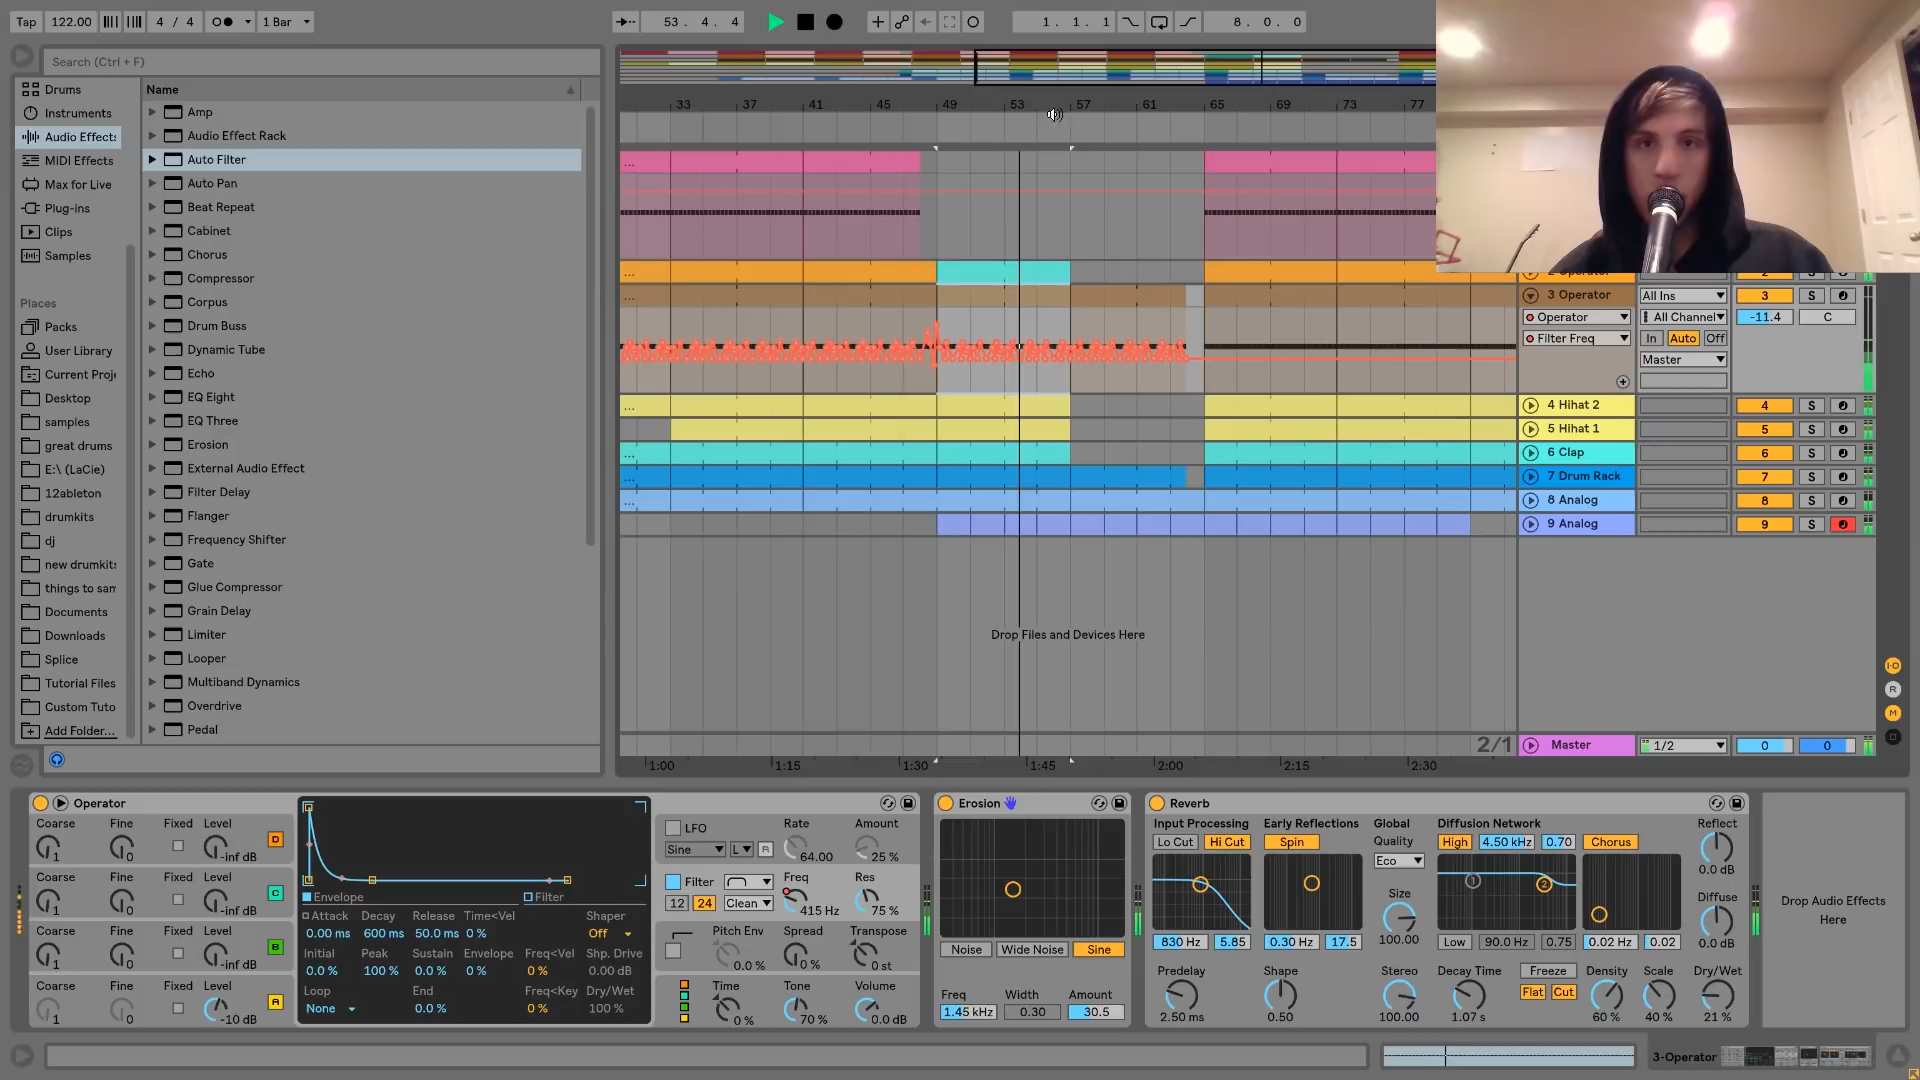 Tap 122.00 4 / 4 1 Bar 53. 4. 4 1. 1. 1 8. 0. 0
Search (Ctrl + F)
Drums
Instruments
Audio Effects
MIDI Effects
Max for Live
Plug-ins
Clips
Samples
Places
Packs
User Library
Current Proje
Desktop
samples
great drums
E:\ (LaCie)
12ableton
drumkits
dj
new drumkit
things to sam
Documents
Downloads
Splice
Tutorial Files
Custom Tuto
Add Folder...
Name
Amp
Audio Effect Rack
Auto Filter
Auto Pan
Beat Repeat
Cabinet
Chorus
Compressor
Corpus
Drum Buss
Dynamic Tube
Echo
EQ Eight
EQ Three
Erosion
External Audio Effect
Filter Delay
Flanger
Frequency Shifter
Gate
Glue Compressor
Grain Delay
Limiter
Looper
Multiband Dynamics
Overdrive
Pedal
33 37 41 45 49 53 57 61 65 69 73 77
3 Operator All Ins 3 S
Operator All Channel -11.4 C
Filter Freq In Auto Off
Master
4 Hihat 2 4 S
5 Hihat 1 5 S
6 Clap 6 S
7 Drum Rack 7 S
8 Analog 8 S
9 Analog 9 S
Drop Files and Devices Here
I·O
R
M
2/1 Master 1/2 0 0
1:00 1:15 1:30 1:45 2:00 2:15 2:30
Operator
Coarse Fine Fixed Level
1 0 -inf dB D
Coarse Fine Fixed Level
1 0 -inf dB C
Coarse Fine Fixed Level
1 0 -inf dB B
Coarse Fine Fixed Level
1 0 -10 dB A
Envelope Filter
Attack Decay Release Time<Vel Shaper
0.00 ms 600 ms 50.0 ms 0 % Off
Initial Peak Sustain Envelope Freq<Vel Shp. Drive
0.0 % 100 % 0.0 % 0 % 0 % 0.00 dB
Loop End Freq<Key Dry/Wet
None 0.0 % 0 % 100 %
LFO Rate Amount
Sine L R 64.00 25 %
Filter Freq Res
12 24 Clean 415 Hz 75 %
Pitch Env Spread Transpose
0.0 % 0 % 0 st
Time Tone Volume
0 % 70 % 0.0 dB
Erosion
Noise Wide Noise Sine
Freq Width Amount
1.45 kHz 0.30 30.5
Reverb
Input Processing Early Reflections Global Diffusion Network Reflect
Lo Cut Hi Cut Spin Quality High 4.50 kHz 0.70 Chorus
Eco 0.0 dB
1 2
Size Diffuse
100.00
830 Hz 5.85 0.30 Hz 17.5 Low 90.0 Hz 0.75 0.02 Hz 0.02 0.0 dB
Predelay Shape Stereo Decay Time Freeze Density Scale Dry/Wet
Flat Cut
2.50 ms 0.50 100.00 1.07 s 60 % 40 % 21 %
Drop Audio Effects
Here
3-Operator